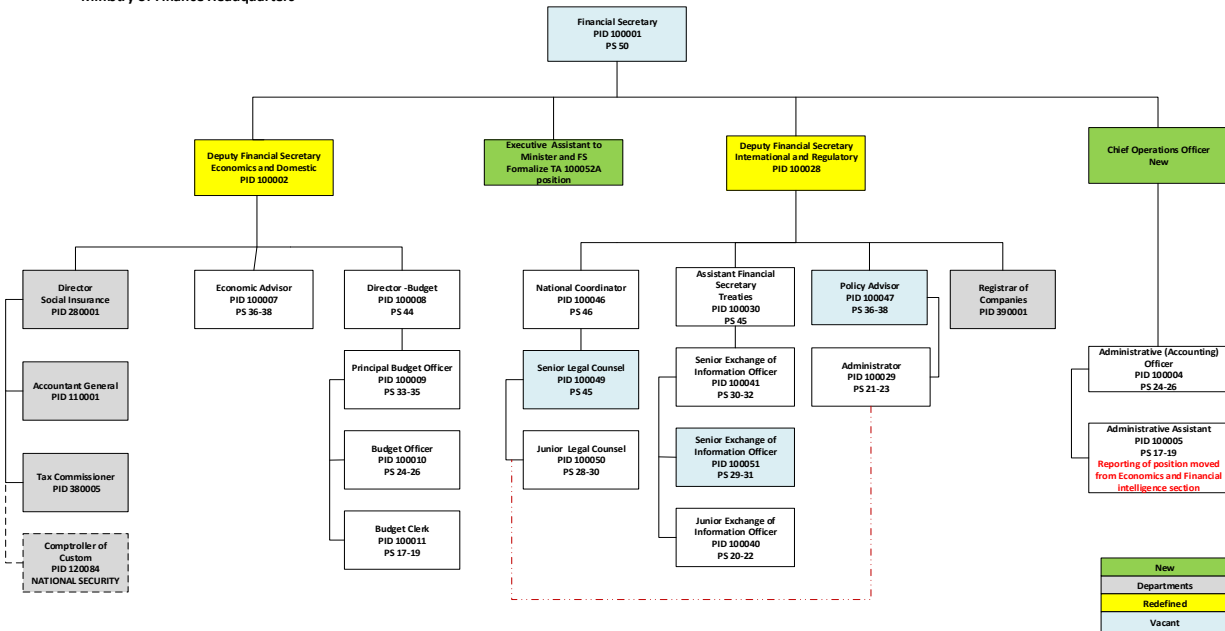 Ministry of Finance Headquarters
Financial Secretary
PID 100001
PS 50
Deputy Financial Secretary
Economics and Domestic
PID 100002
Executive Assistant to
Minister and FS
Formalize TA 100052A
position
Deputy Financial Secretary
International and Regulatory
PID 100028
Chief Operations Officer
New
Director
Social Insurance
PID 280001
Economic Advisor
PID 100007
PS 36-38
Director -Budget
PID 100008
PS 44
National Coordinator
PID 100046
PS 46
Assistant Financial
Secretary
Treaties
PID 100030
PS 45
Policy Advisor
PID 100047
PS 36-38
Registrar of
Companies
PID 390001
Accountant General
PID 110001
Principal Budget Officer
PID 100009
PS 33-35
Senior Legal Counsel
PID 100049
PS 45
Senior Exchange of
Information Officer
PID 100041
PS 30-32
Administrator
PID 100029
PS 21-23
Administrative (Accounting)
Officer
PID 100004
PS 24-26
Tax Commissioner
PID 380005
Budget Officer
PID 100010
PS 24-26
Junior Legal Counsel
PID 100050
PS 28-30
Senior Exchange of
Information Officer
PID 100051
PS 29-31
Administrative Assistant
PID 100005
PS 17-19
Reporting of position moved
from Economics and Financial
intelligence section
Comptroller of
Custom
PID 120084
NATIONAL SECURITY
Budget Clerk
PID 100011
PS 17-19
Junior Exchange of
Information Officer
PID 100040
PS 20-22
New
Departments
Redefined
Vacant